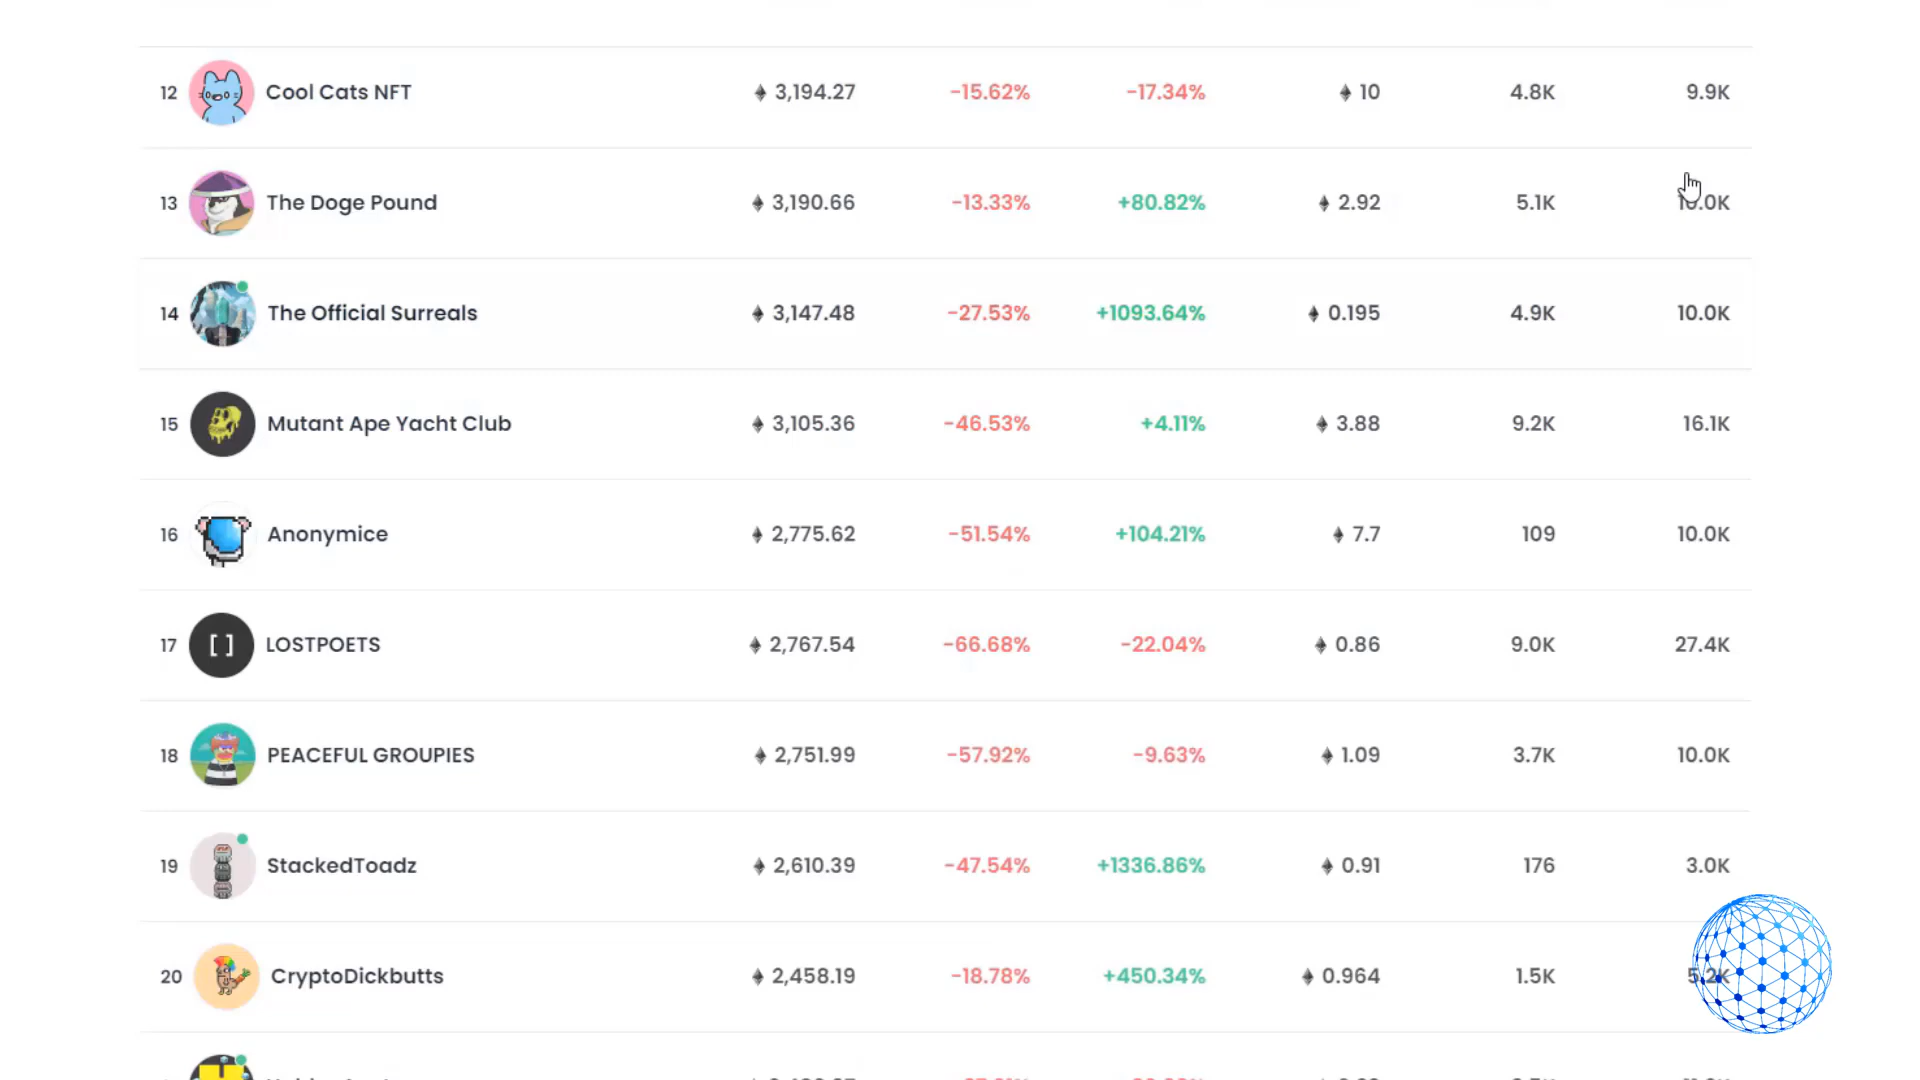 12 Cool Cats NFT 3,194.27 -15.62% -17.34% 10 4.8K 9.9K
13 The Doge Pound 3,190.66 -13.33% +80.82% 2.92 5.1K 10.0K
14 The Official Surreals 3,147.48 -27.53% +1093.64% 0.195 4.9K 10.0K
15 Mutant Ape Yacht Club 3,105.36 -46.53% +4.11% 3.88 9.2K 16.1K
16 Anonymice 2,775.62 -51.54% +104.21% 7.7 109 10.0K
17 [ ] LOSTPOETS 2,767.54 -66.68% -22.04% 0.86 9.0K 27.4K
18 PEACEFUL GROUPIES 2,751.99 -57.92% -9.63% 1.09 3.7K 10.0K
19 StackedToadz 2,610.39 -47.54% +1336.86% 0.91 176 3.0K
20 CryptoDickbutts 2,458.19 -18.78% +450.34% 0.964 1.5K 5.2K